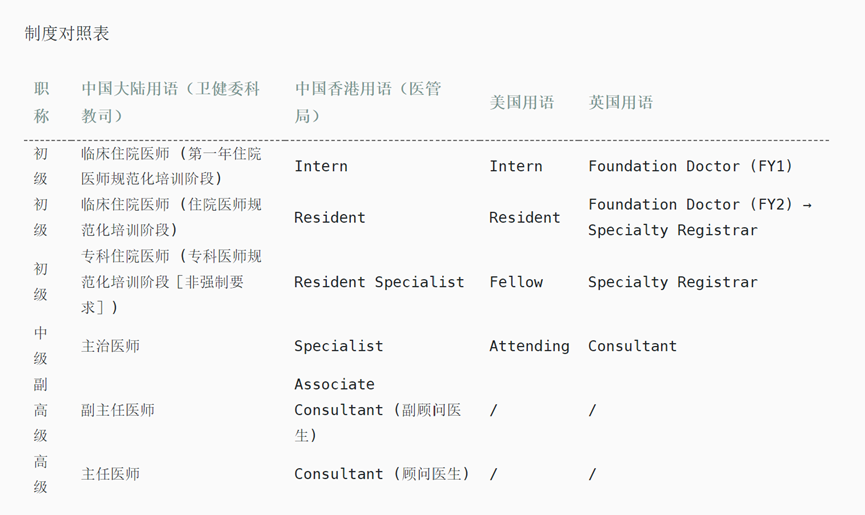 制度对照表
职称 中国大陆用语（卫健委科教司） 中国香港用语（医管局） 美国用语 英国用语
初级 临床住院医师（第一年住院医师规范化培训阶段） Intern Intern Foundation Doctor (FY1)
初级 临床住院医师（住院医师规范化培训阶段） Resident Resident Foundation Doctor (FY2) → Specialty Registrar
初级 专科住院医师（专科医师规范化培训阶段［非强制要求］） Resident Specialist Fellow Specialty Registrar
中级 主治医师 Specialist Attending Consultant
副高级 副主任医师 Associate Consultant (副顾问医生) / /
高级 主任医师 Consultant (顾问医生) / /